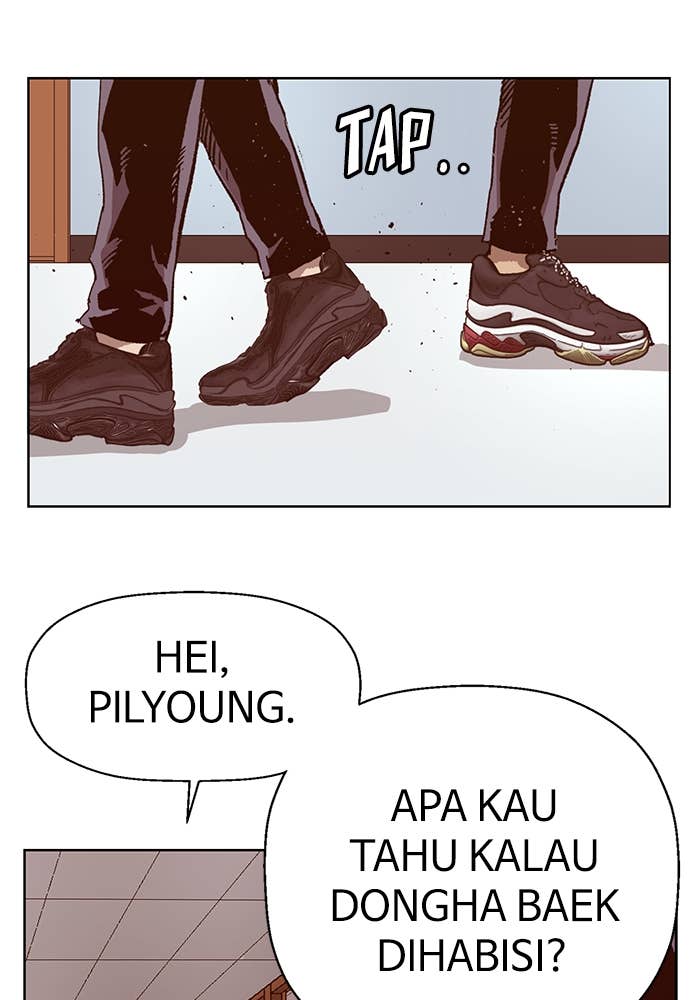 TAP..
HEI,
PILYOUNG.
APA KAU
TAHU KALAU
DONGHA BAEK
DIHABISI?